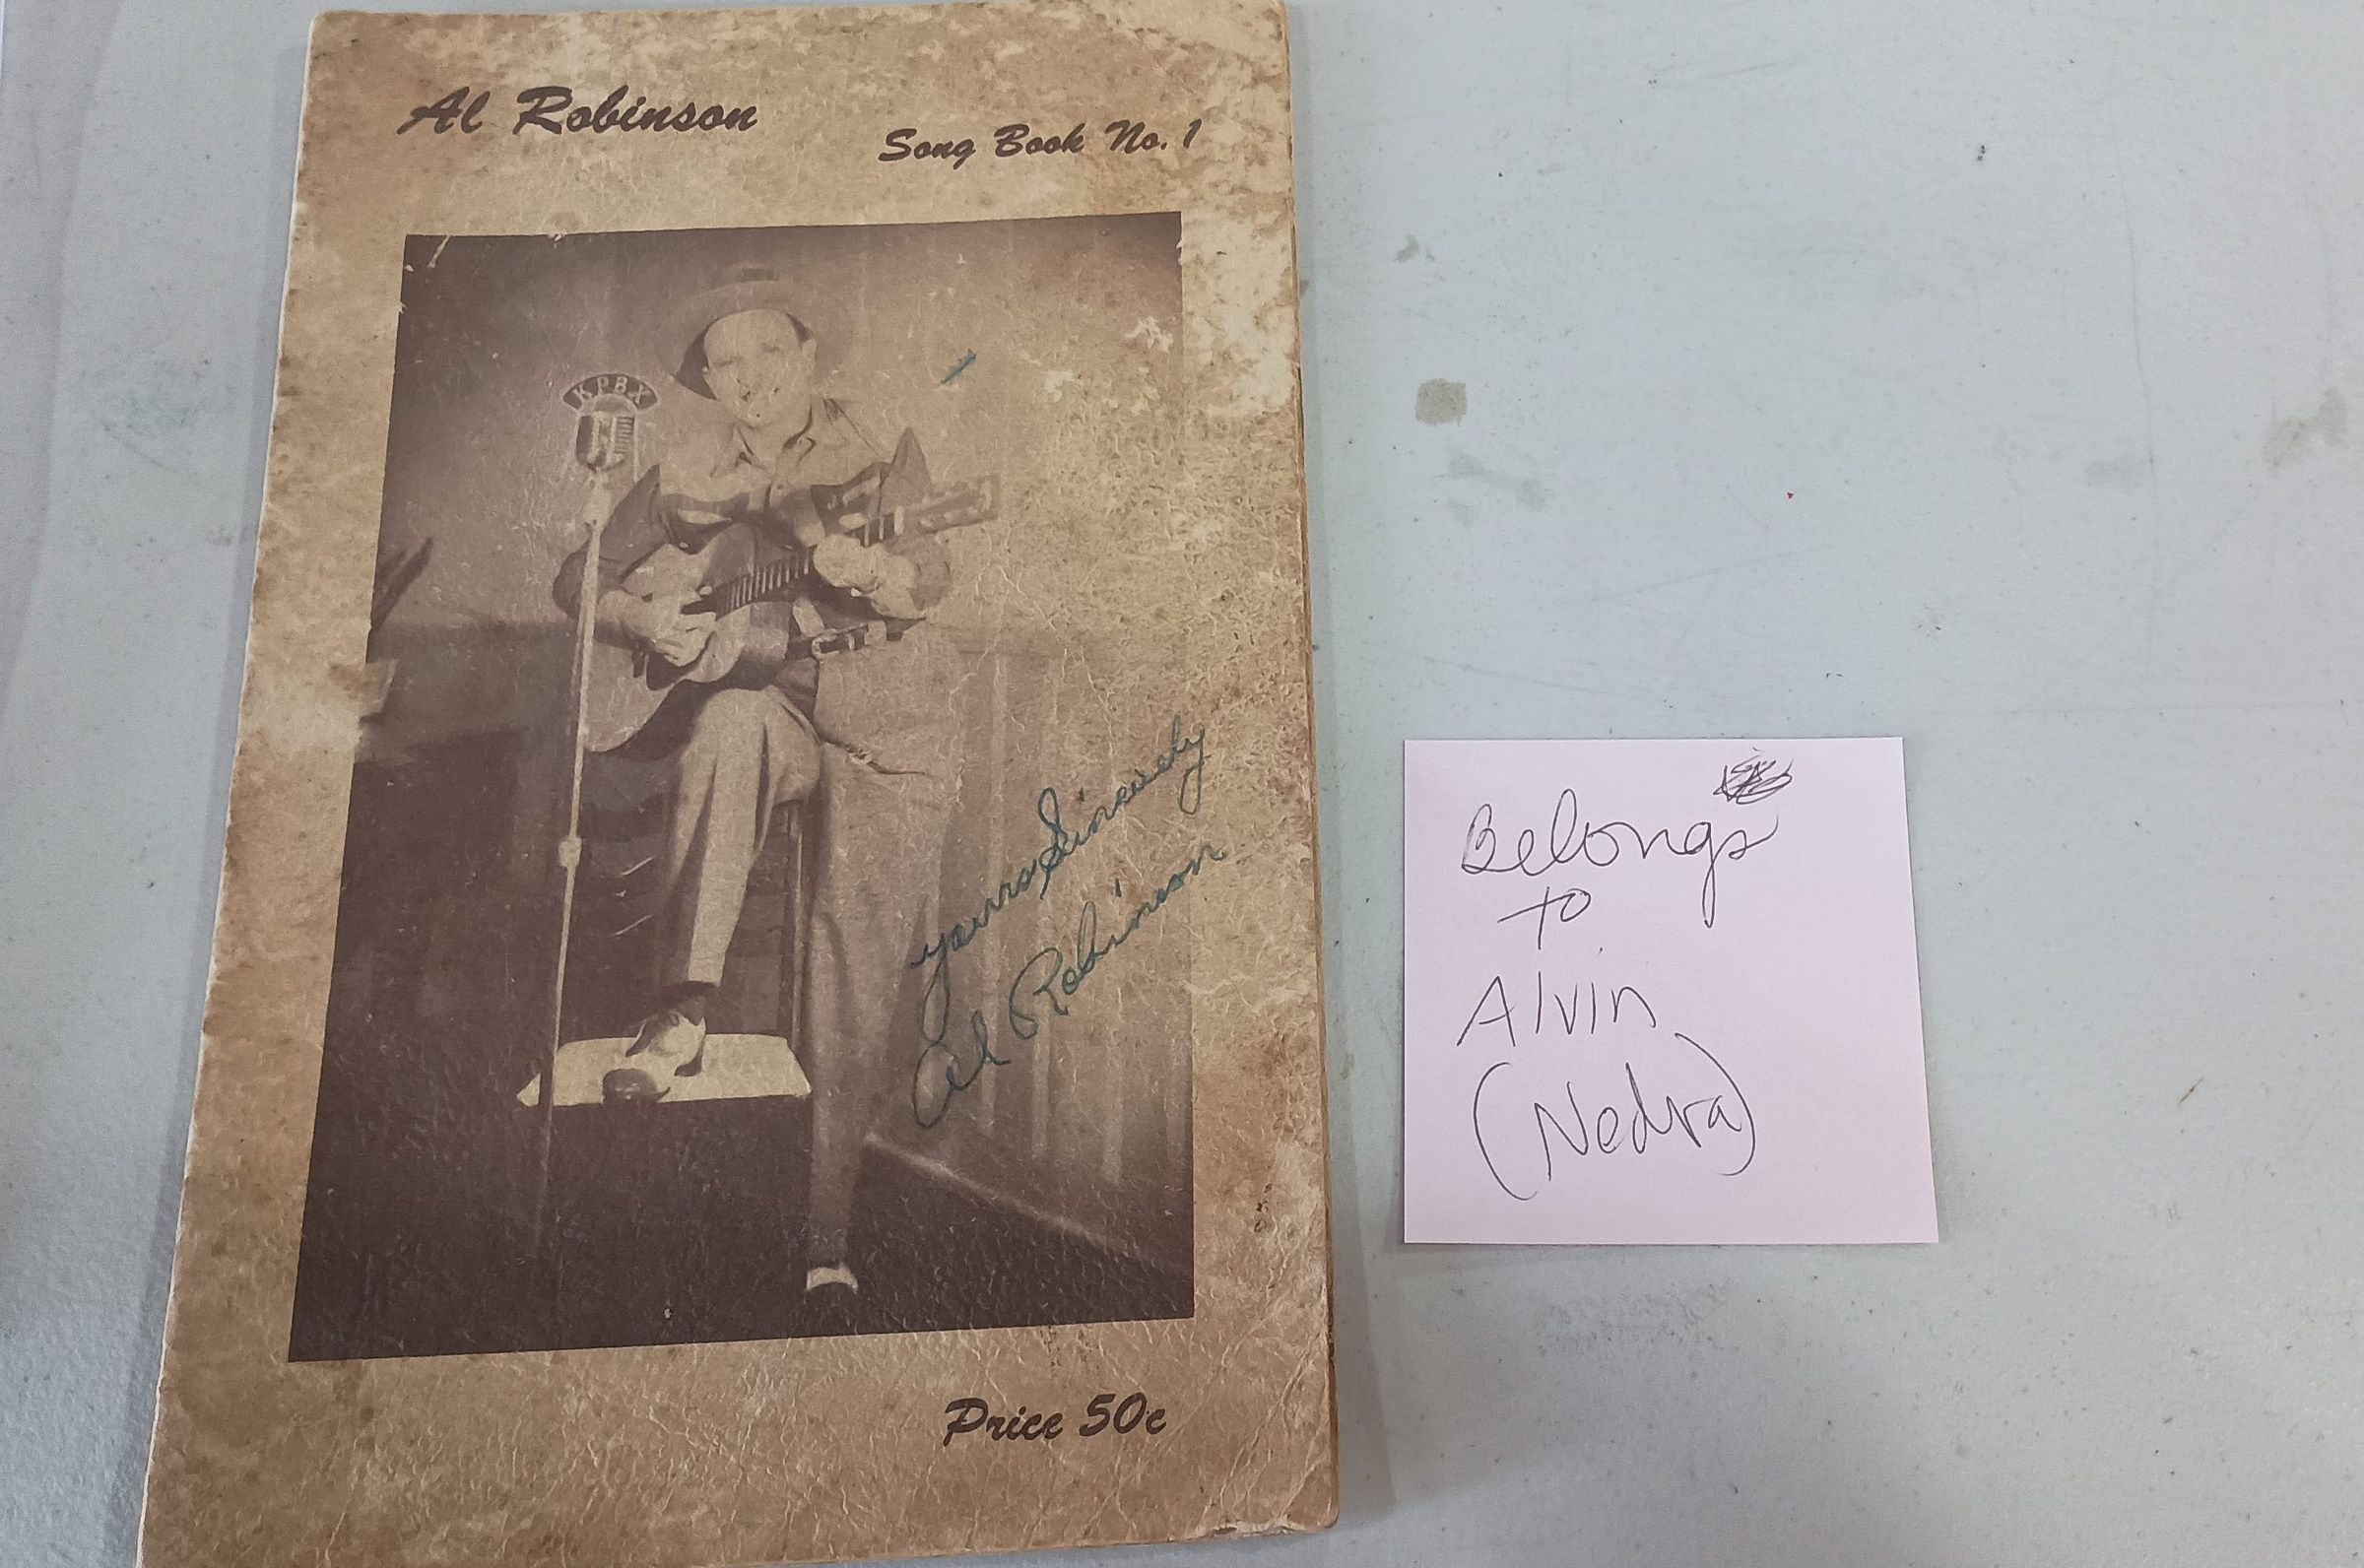 Al Robinson
Song Book No. 1
KPBX
yours Sincerely
Al Robinson
Price 50c
Belongs
to
Alvin
(Nedra)